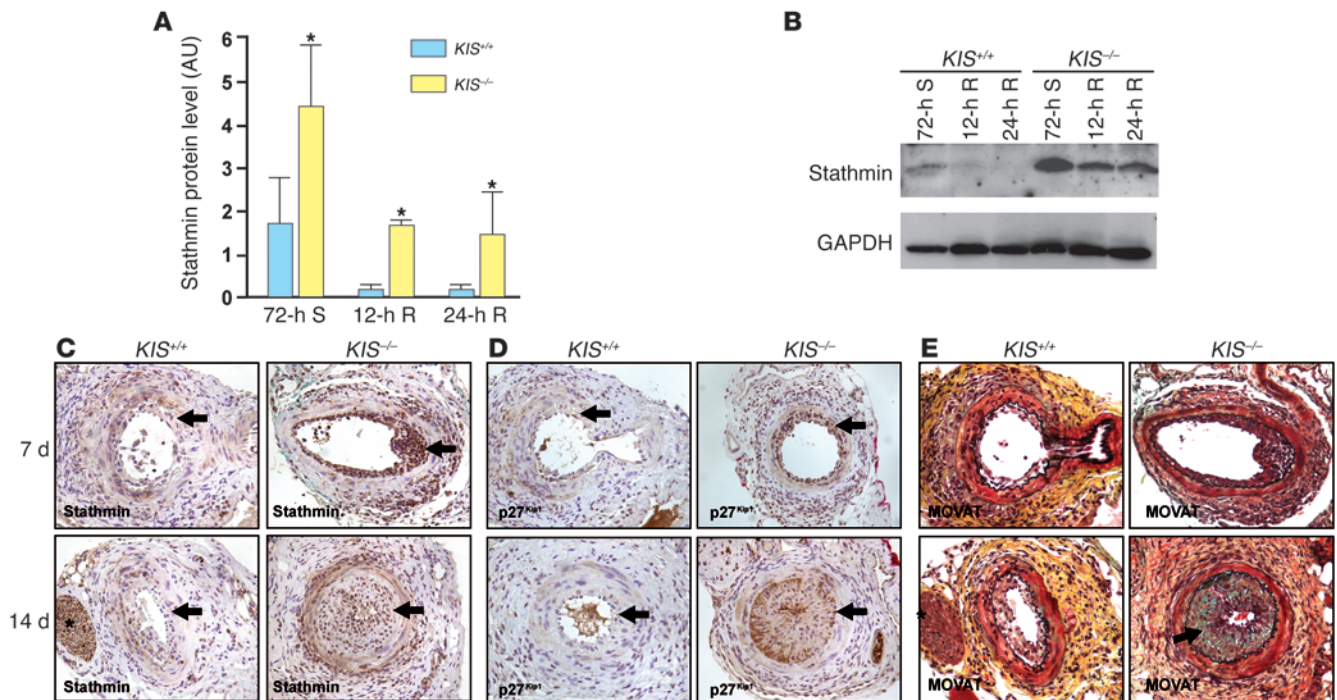 A
Stathmin protein level (AU)
6
5
4
3
2
1
0
*
*
*
KIS+/+
KIS–/–
72-h S
12-h R
24-h R
B
KIS+/+
KIS–/–
72-h S
12-h R
24-h R
72-h S
12-h R
24-h R
Stathmin
GAPDH
C
KIS+/+
KIS–/–
D
KIS+/+
KIS–/–
E
KIS+/+
KIS–/–
7 d
Stathmin
Stathmin
p27Kip1
p27Kip1
MOVAT
MOVAT
14 d
*
Stathmin
Stathmin
p27Kip1
p27Kip1
*
MOVAT
MOVAT